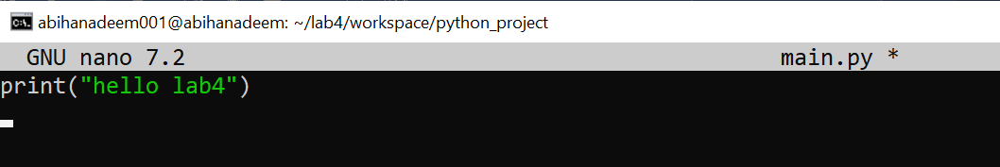 abihanadeem001@abihanadeem: ~/lab4/workspace/python_project
GNU nano 7.2 main.py *
print("hello lab4")